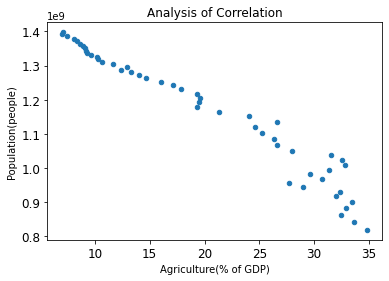 Analysis of Correlation
1e9
1.4
1.3
1.2
1.1
1.0
0.9
0.8
Population(people)
10 15 20 25 30 35
Agriculture(% of GDP)